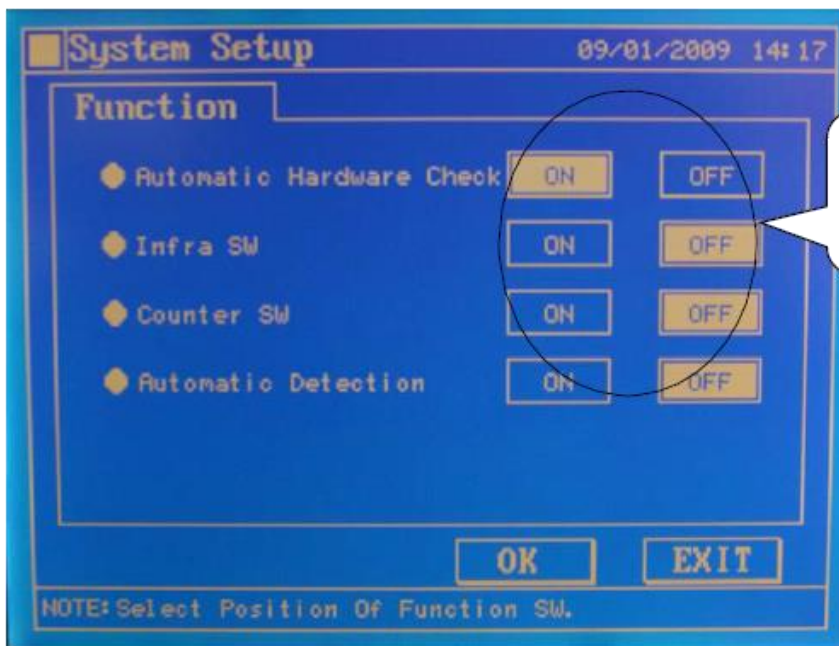 System Setup 09/01/2009 14:17
Function
Automatic Hardware Check ON OFF
Infra SW ON OFF
Counter SW ON OFF
Automatic Detection ON OFF
OK EXIT
NOTE:Select Position Of Function SW.